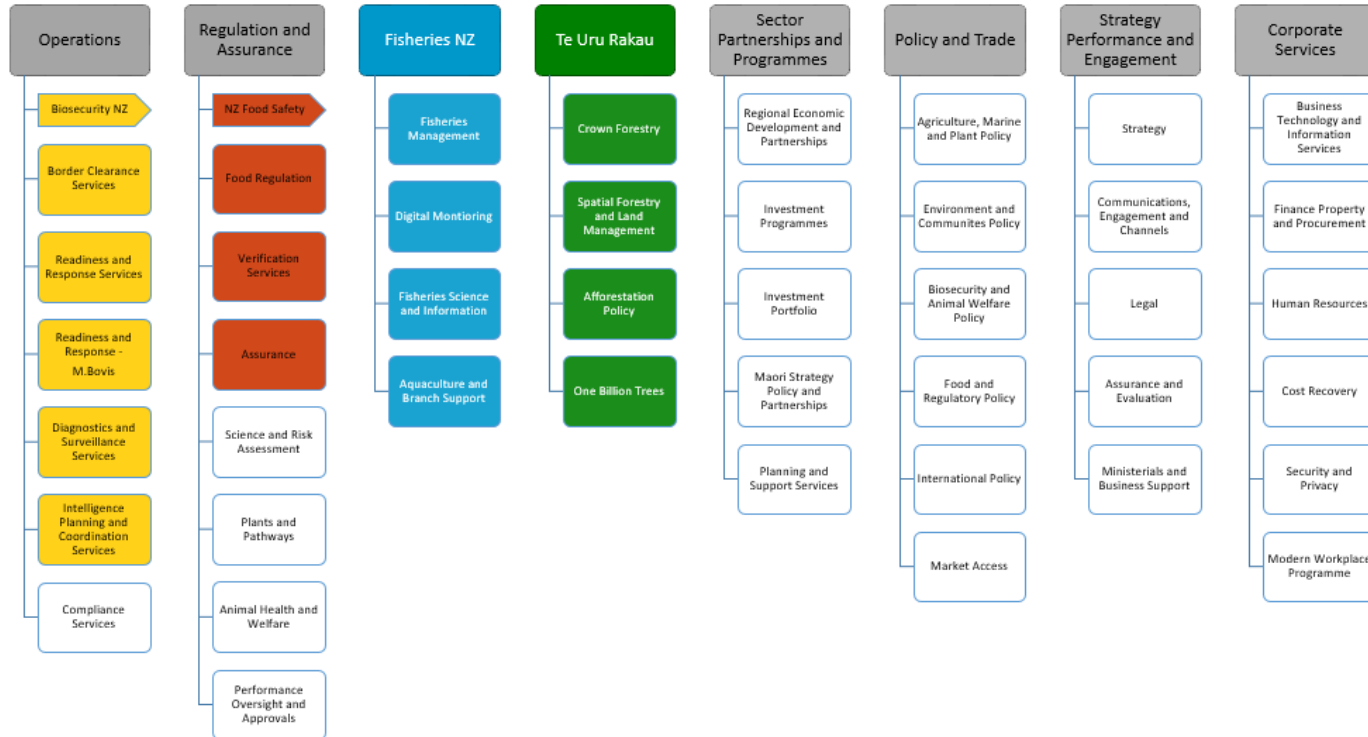 Operations
Biosecurity NZ
Border Clearance
Services
Readiness and
Response Services
Readiness and
Response -
M.Bovis
Diagnostics and
Surveillance
Services
Intelligence
Planning and
Coordination
Services
Compliance
Services
Regulation and
Assurance
NZ Food Safety
Food Regulation
Verification
Services
Assurance
Science and Risk
Assessment
Plants and
Pathways
Animal Health and
Welfare
Performance
Oversight and
Approvals
Fisheries NZ
Fisheries
Management
Digital Montioring
Fisheries Science
and Information
Aquaculture and
Branch Support
Te Uru Rakau
Crown Forestry
Spatial Forestry
and Land
Management
Afforestation
Policy
One Billion Trees
Sector
Partnerships and
Programmes
Regional Economic
Development and
Partnerships
Investment
Programmes
Investment
Portfolio
Maori Strategy
Policy and
Partnerships
Planning and
Support Services
Policy and Trade
Agriculture, Marine
and Plant Policy
Environment and
Communites Policy
Biosecurity and
Animal Welfare
Policy
Food and
Regulatory Policy
International Policy
Market Access
Strategy
Performance and
Engagement
Strategy
Communications,
Engagement and
Channels
Legal
Assurance and
Evaluation
Ministerials and
Business Support
Corporate
Services
Business
Technology and
Information
Services
Finance Property
and Procurement
Human Resources
Cost Recovery
Security and
Privacy
Modern Workplace
Programme